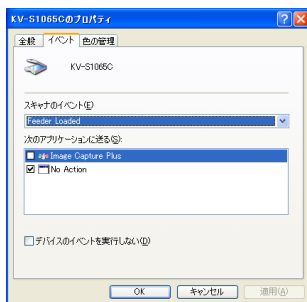 KV-S1065Cのプロパティ
全般 イベント 色の管理
KV-S1065C
スキャナのイベント(E)
Feeder Loaded
次のアプリケーションに送る(S):
Image Capture Plus
No Action
デバイスのイベントを実行しない(D)
OK キャンセル 適用(A)